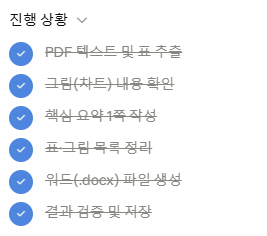 진행 상황
PDF 텍스트 및 표 추출
그림(차트) 내용 확인
핵심 요약 1쪽 작성
표·그림 목록 정리
워드(.docx) 파일 생성
결과 검증 및 저장